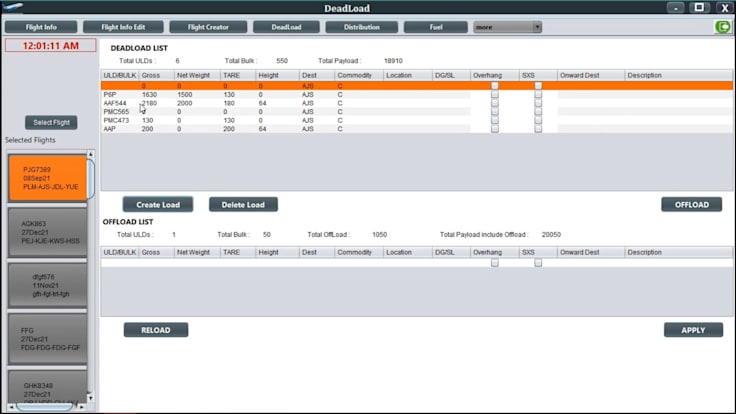 DeadLoad
- X
Flight Info Flight Info Edit Flight Creator DeadLoad Distribution Fuel more
12:01:11 AM
Select Flight
Selected Flights
PJG7389
08Sep21
PLM-AJS-JDL-YUE
AGK863
27Dec21
PEJ-KJE-KWS-HSS
dfgf576
11Nov21
gfh-fgt-trt-fgh
FFG
27Dec21
FDG-FDG-FDG-FGF
GHK8348
27Dec21
DEADLOAD LIST
Total ULDs : 6 Total Bulk : 550 Total Payload : 18910
ULD/BULK Gross Net Weight TARE Height Dest Commodity Location DG/SL Overhang SXS Onward Dest Description
0 0 0 0 AJS C
P6P 1630 1500 130 0 AJS C
AAF544 2180 2000 180 64 AJS C
PMC565 0 0 0 AJS C
PMC473 130 0 130 0 AJS C
AAP 200 0 200 64 AJS C
Create Load Delete Load OFFLOAD
OFFLOAD LIST
Total ULDs : 1 Total Bulk : 50 Total OffLoad : 1050 Total Payload include Offload : 20050
ULD/BULK Gross Net Weight TARE Height Dest Commodity Location DG/SL Overhang SXS Onward Dest Description
RELOAD APPLY